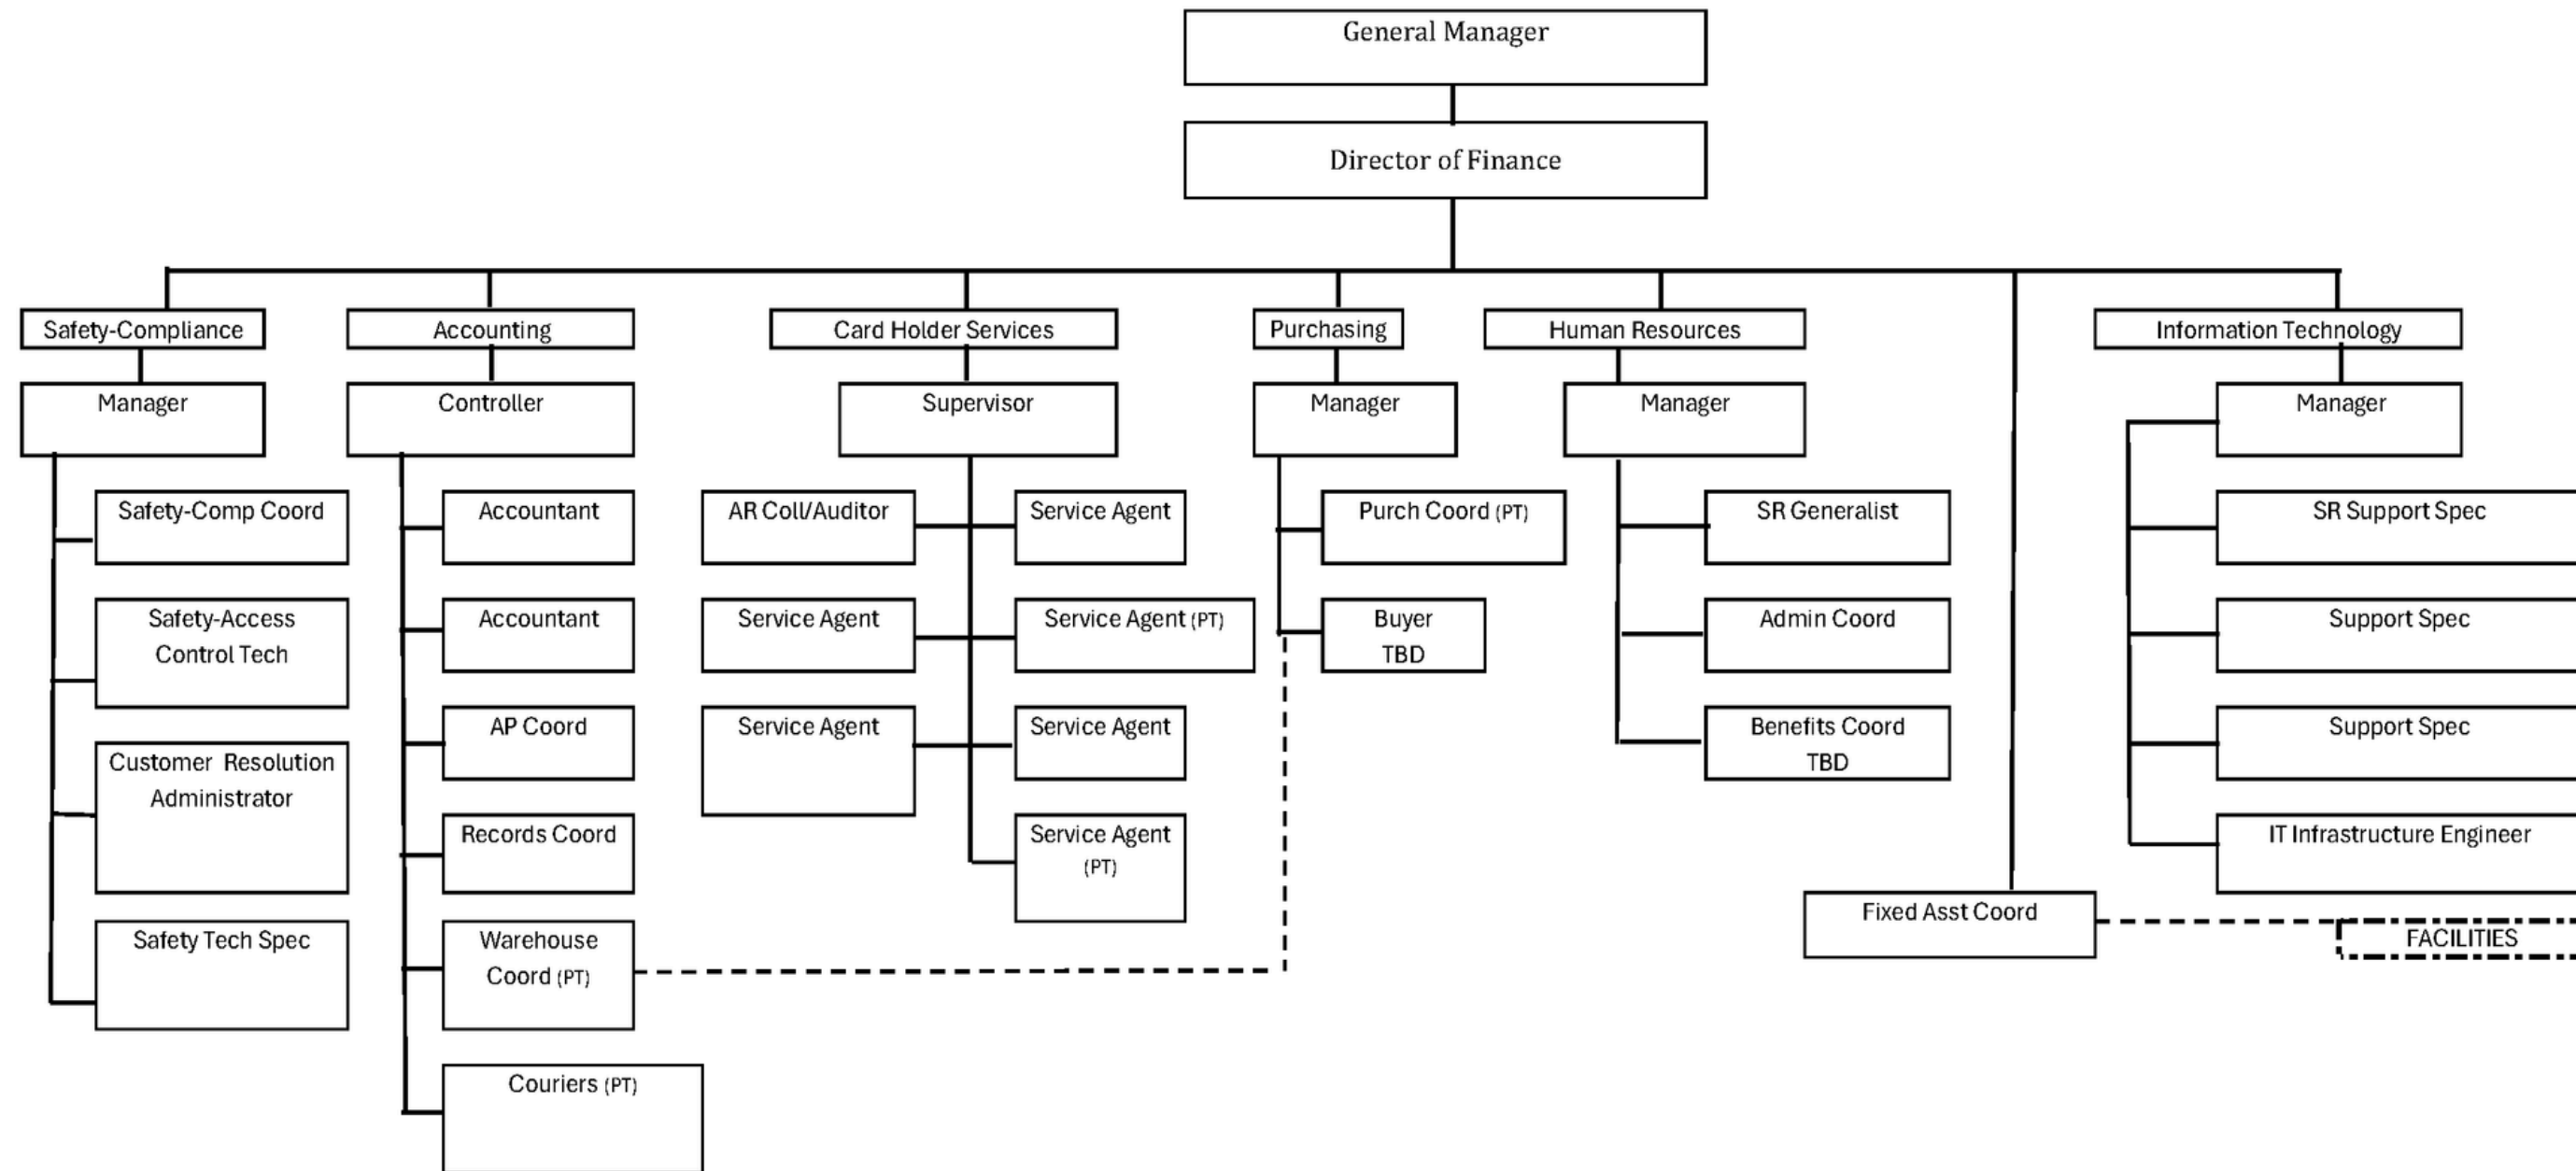 General Manager
Director of Finance
Safety-Compliance
Manager
Safety-Comp Coord
Safety-Access
Control Tech
Customer Resolution
Administrator
Safety Tech Spec
Accounting
Controller
Accountant
Accountant
AP Coord
Records Coord
Warehouse
Coord (PT)
Couriers (PT)
Card Holder Services
Supervisor
AR Coll/Auditor
Service Agent
Service Agent
Service Agent
Service Agent (PT)
Service Agent
Service Agent
(PT)
Purchasing
Manager
Purch Coord (PT)
Buyer
TBD
Human Resources
Manager
SR Generalist
Admin Coord
Benefits Coord
TBD
Fixed Asst Coord
Information Technology
Manager
SR Support Spec
Support Spec
Support Spec
IT Infrastructure Engineer
FACILITIES